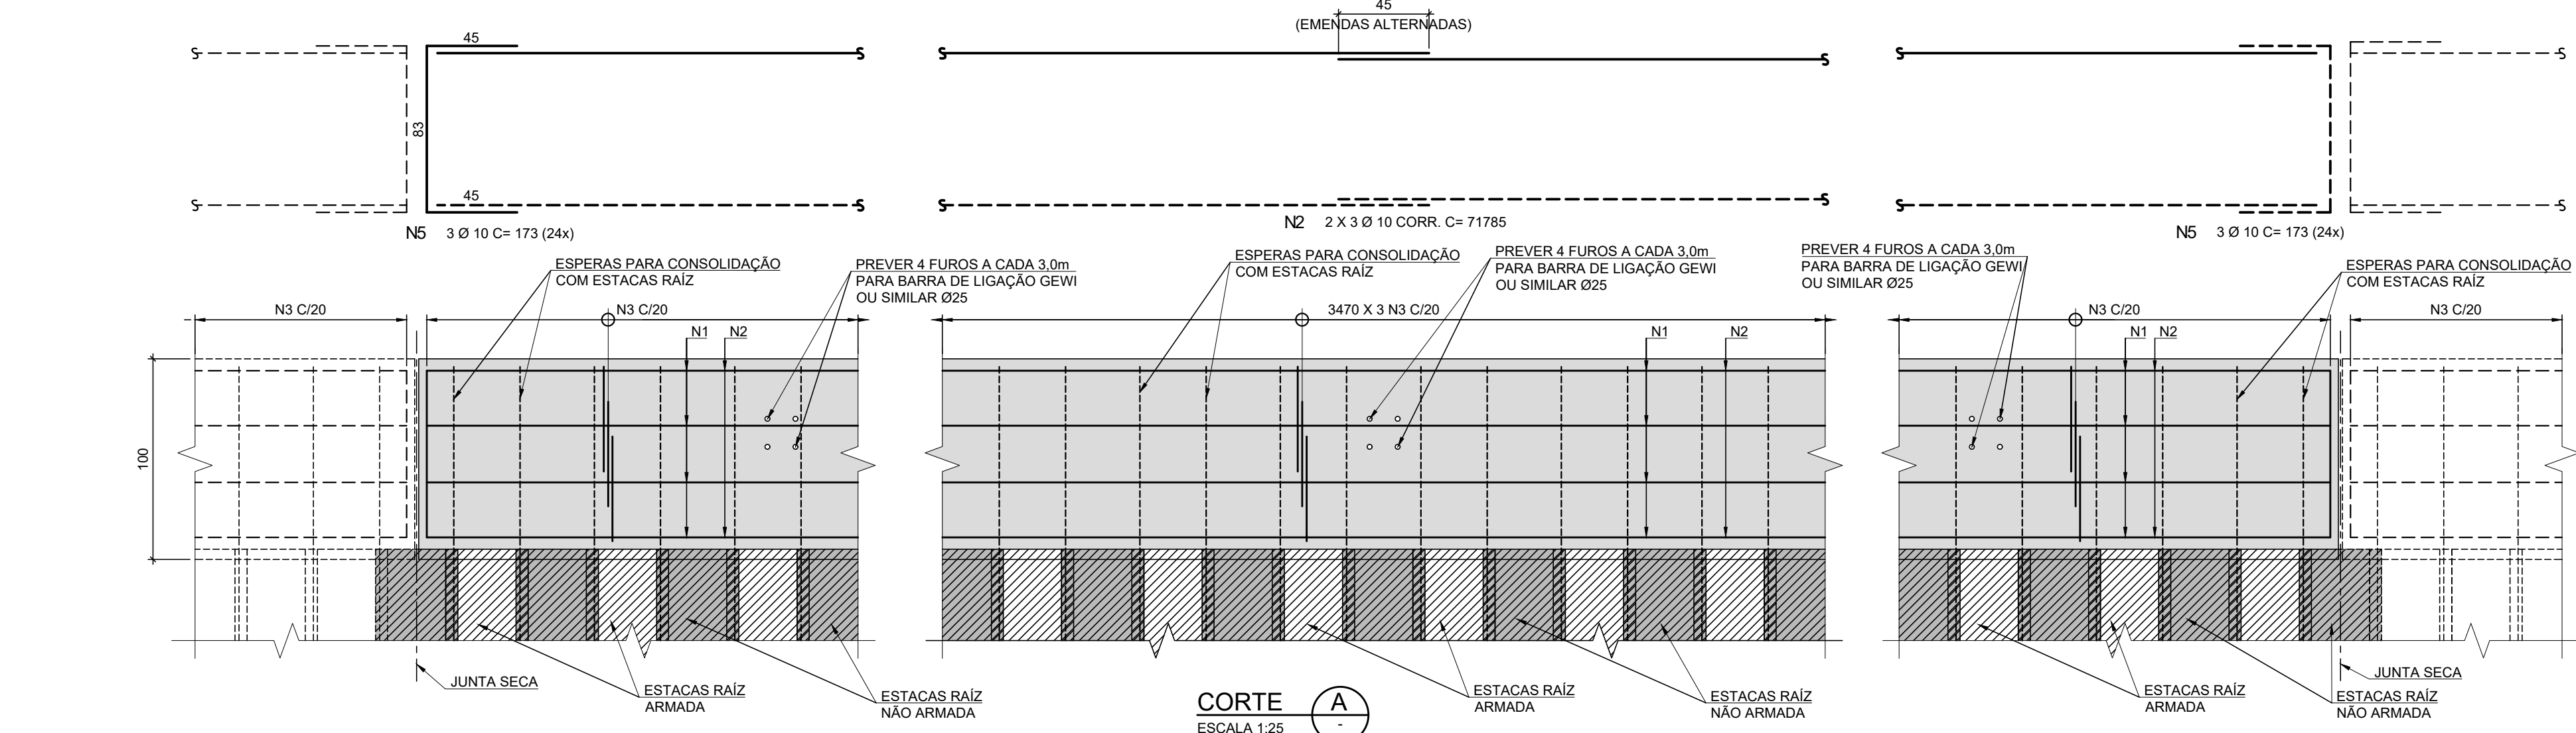 45
(EMENDAS ALTERNADAS)
45
83
45
N5 3 Ø 10 C= 173 (24x)
N2 2 X 3 Ø 10 CORR. C= 71785
N5 3 Ø 10 C= 173 (24x)
ESPERAS PARA CONSOLIDAÇÃO
COM ESTACAS RAÍZ
PREVER 4 FUROS A CADA 3,0m
PARA BARRA DE LIGAÇÃO GEWI
OU SIMILAR Ø25
ESPERAS PARA CONSOLIDAÇÃO
COM ESTACAS RAÍZ
PREVER 4 FUROS A CADA 3,0m
PARA BARRA DE LIGAÇÃO GEWI
OU SIMILAR Ø25
PREVER 4 FUROS A CADA 3,0m
PARA BARRA DE LIGAÇÃO GEWI
OU SIMILAR Ø25
ESPERAS PARA CONSOLIDAÇÃO
COM ESTACAS RAÍZ
N3 C/20
N3 C/20
3470 X 3 N3 C/20
N3 C/20
N3 C/20
N1 N2
N1 N2
N1 N2
100
JUNTA SECA
ESTACAS RAÍZ
ARMADA
ESTACAS RAÍZ
NÃO ARMADA
CORTE A
ESCALA 1:25 -
ESTACAS RAÍZ
ARMADA
ESTACAS RAÍZ
NÃO ARMADA
JUNTA SECA
ESTACAS RAÍZ
ARMADA
ESTACAS RAÍZ
NÃO ARMADA